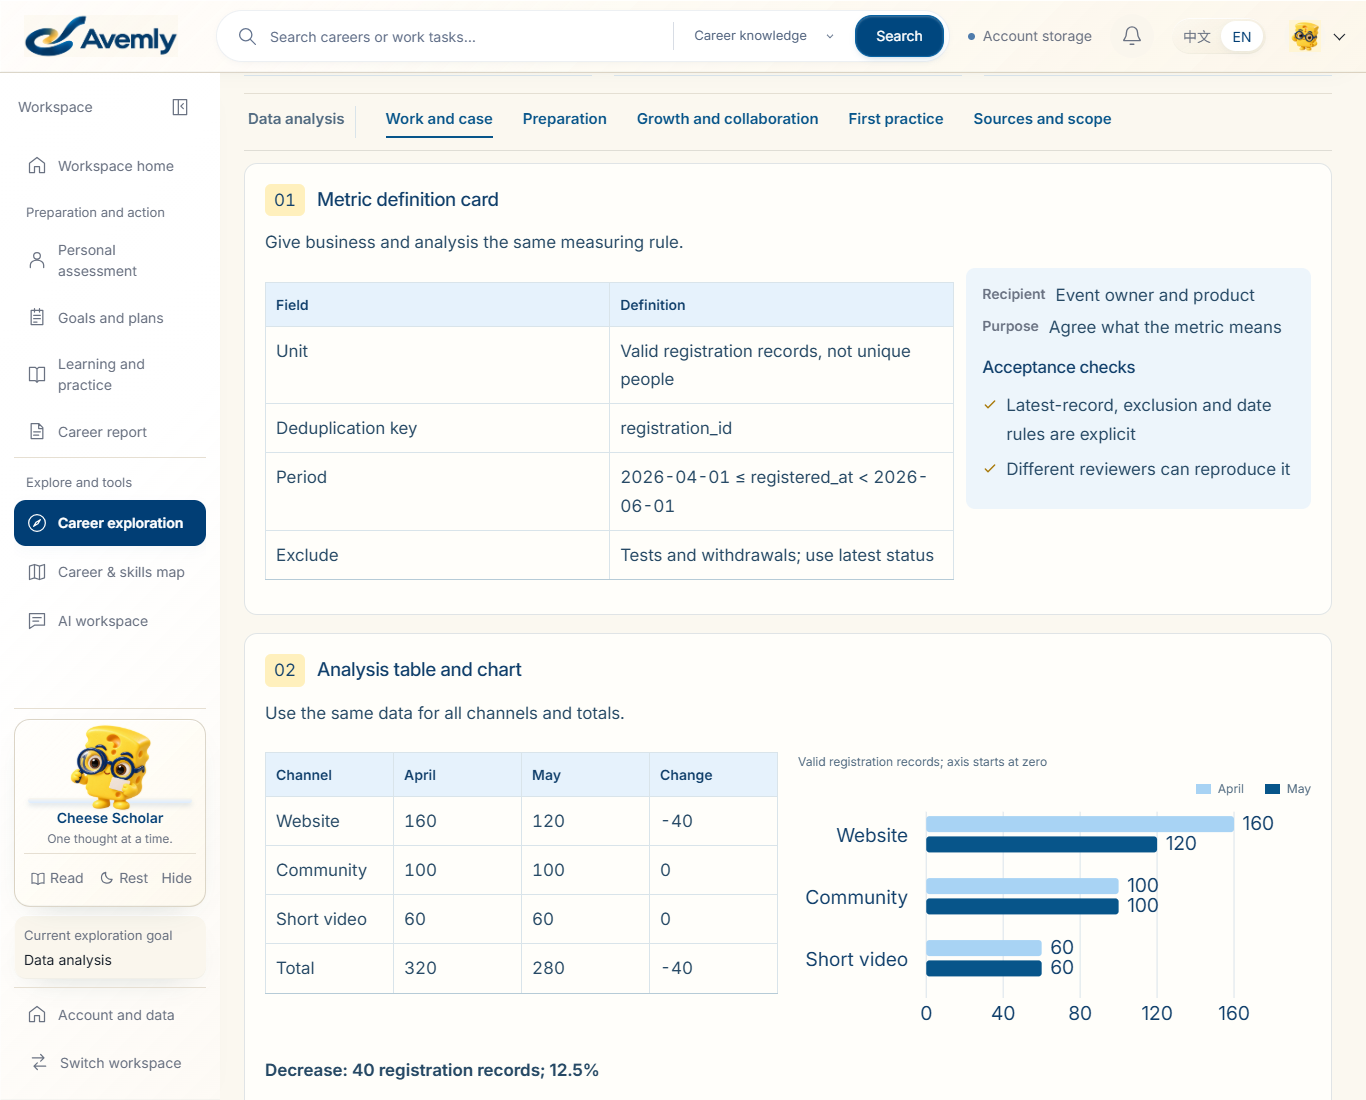 Avemly
Search careers or work tasks...
Career knowledge
Search
Account storage
中文
EN
Workspace
Workspace home
Preparation and action
Personal
assessment
Goals and plans
Learning and
practice
Career report
Explore and tools
Career exploration
Career & skills map
AI workspace
Cheese Scholar
One thought at a time.
Read Rest Hide
Current exploration goal
Data analysis
Account and data
Switch workspace
Data analysis Work and case Preparation Growth and collaboration First practice Sources and scope
01 Metric definition card
Give business and analysis the same measuring rule.
Field Definition
Unit Valid registration records, not unique
people
Deduplication key registration_id
Period 2026-04-01 ≤ registered_at < 2026-
06-01
Exclude Tests and withdrawals; use latest status
Recipient Event owner and product
Purpose Agree what the metric means
Acceptance checks
Latest-record, exclusion and date
rules are explicit
Different reviewers can reproduce it
02 Analysis table and chart
Use the same data for all channels and totals.
Channel April May Change
Website 160 120 -40
Community 100 100 0
Short video 60 60 0
Total 320 280 -40
Valid registration records; axis starts at zero
April May
Website 160
120
Community 100
100
Short video 60
60
0 40 80 120 160
Decrease: 40 registration records; 12.5%